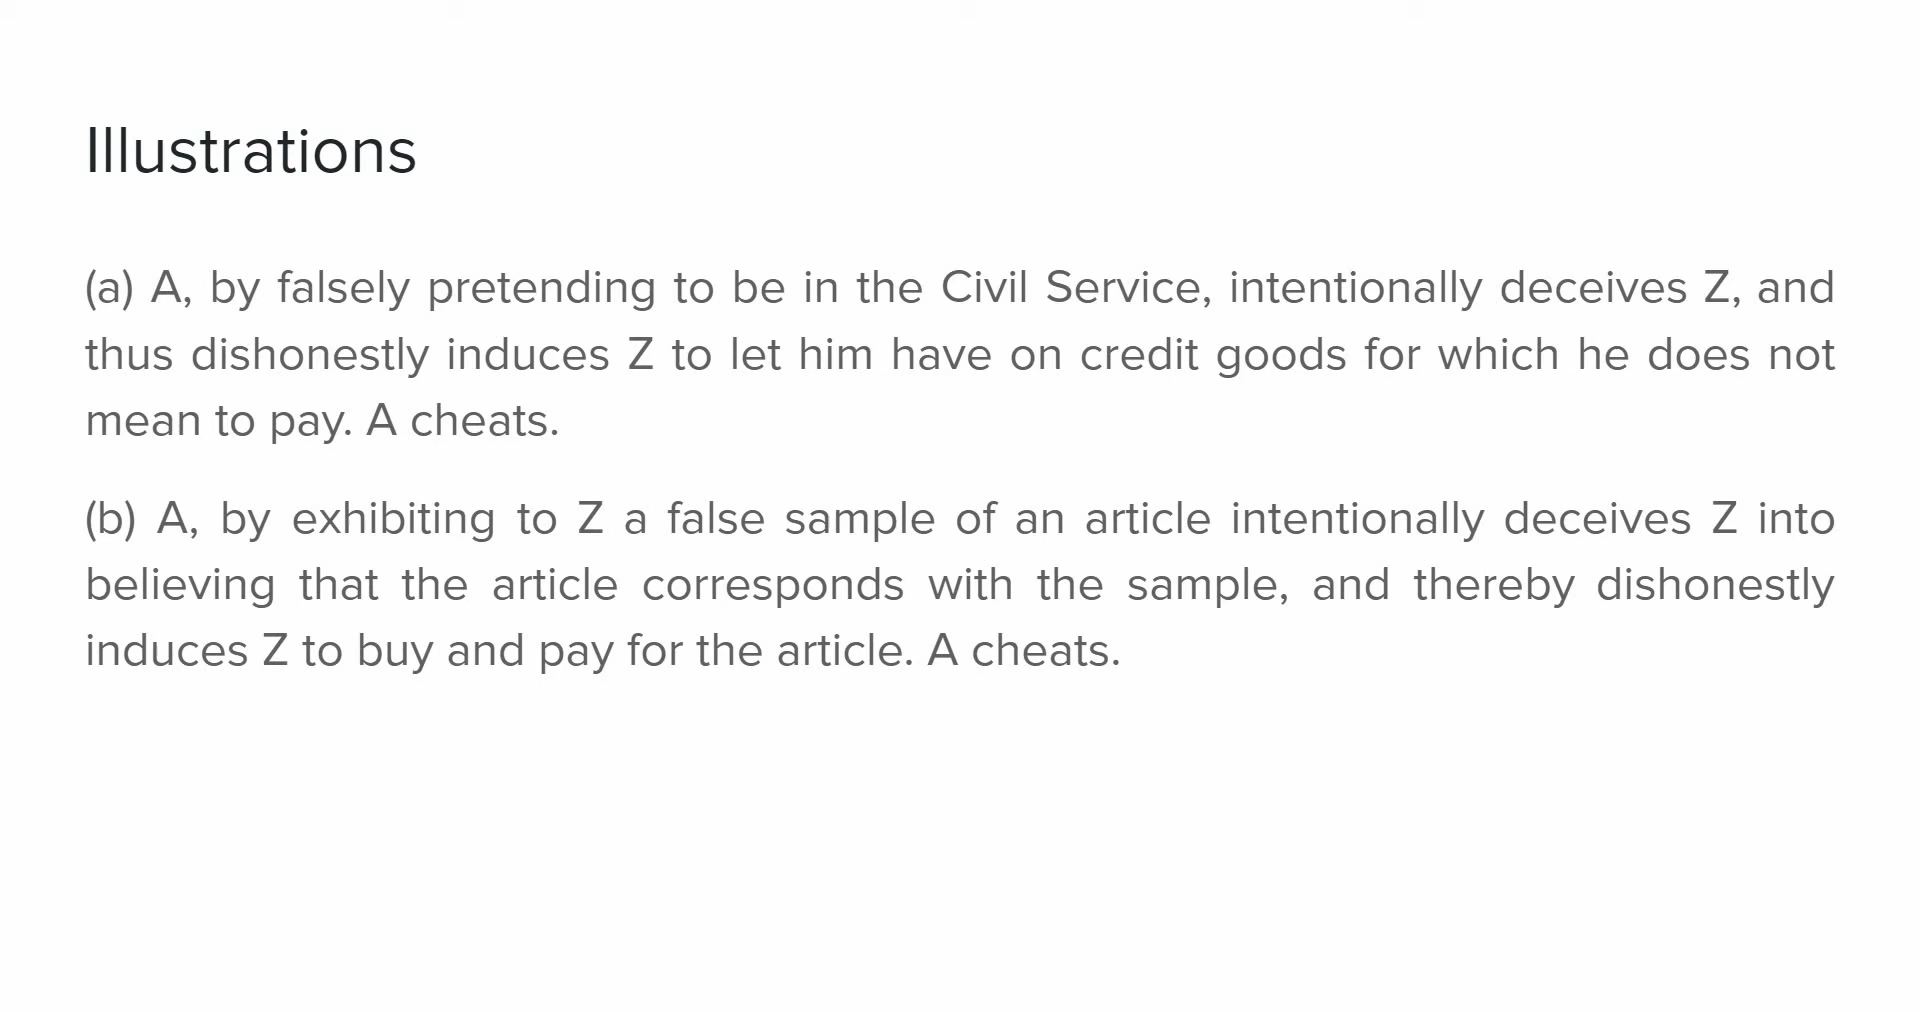 Illustrations
(a) A, by falsely pretending to be in the Civil Service, intentionally deceives Z, and
thus dishonestly induces Z to let him have on credit goods for which he does not
mean to pay. A cheats.
(b) A, by exhibiting to Z a false sample of an article intentionally deceives Z into
believing that the article corresponds with the sample, and thereby dishonestly
induces Z to buy and pay for the article. A cheats.